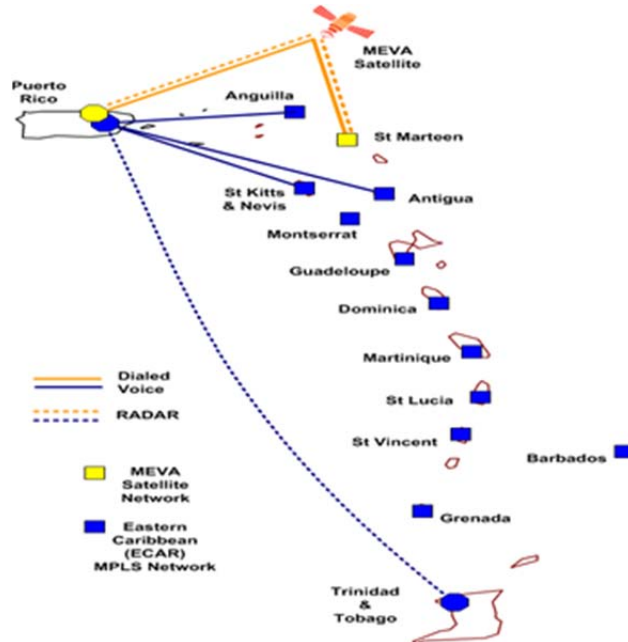 MEVA
Satellite
Puerto
Rico
Anguilla
St Marteen
St Kitts
& Nevis
Antigua
Montserrat
Guadeloupe
Dominica
Martinique
St Lucia
St Vincent
Barbados
Grenada
Trinidad
&
Tobago
Dialed
Voice
RADAR
MEVA
Satellite
Network
Eastern
Caribbean
(ECAR)
MPLS Network